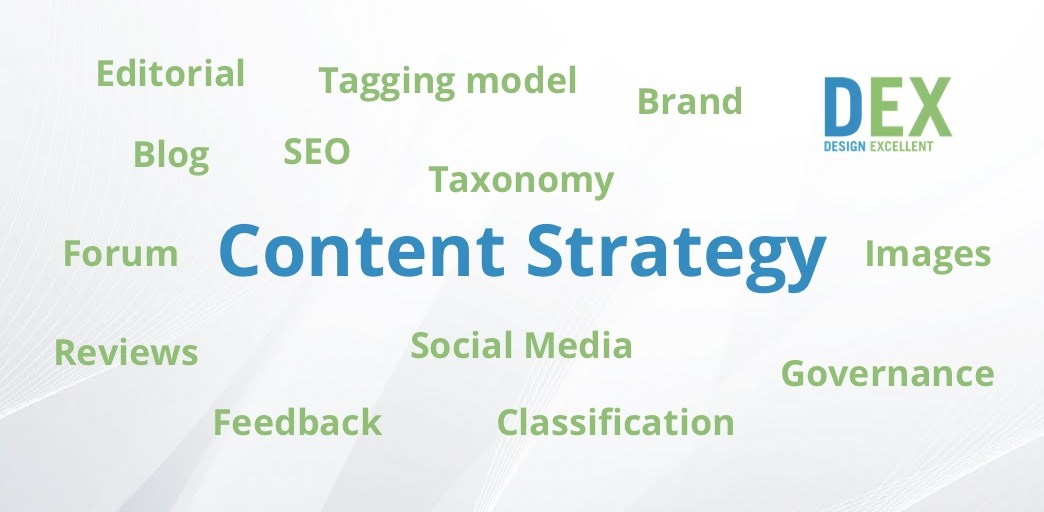 Editorial
Tagging model
Brand
DEX
DESIGN EXCELLENT
Blog
SEO
Taxonomy
Forum
Content Strategy
Images
Reviews
Social Media
Governance
Feedback
Classification